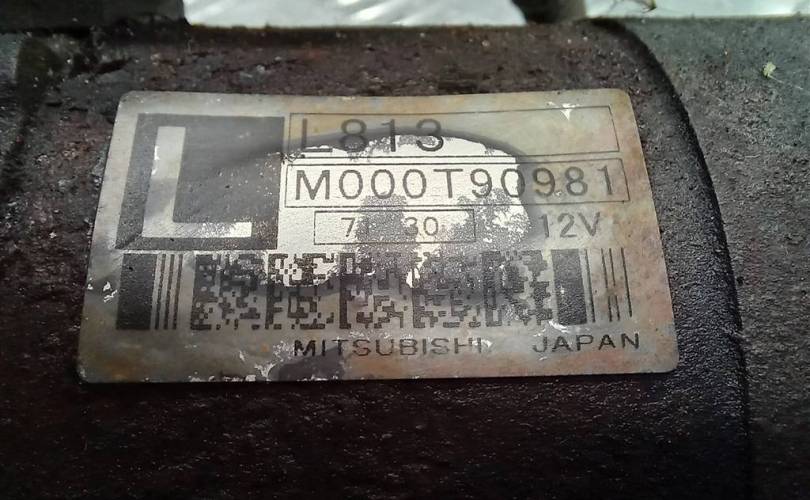 L
L813
M000T90981
12V
MITSUBISHI JAPAN